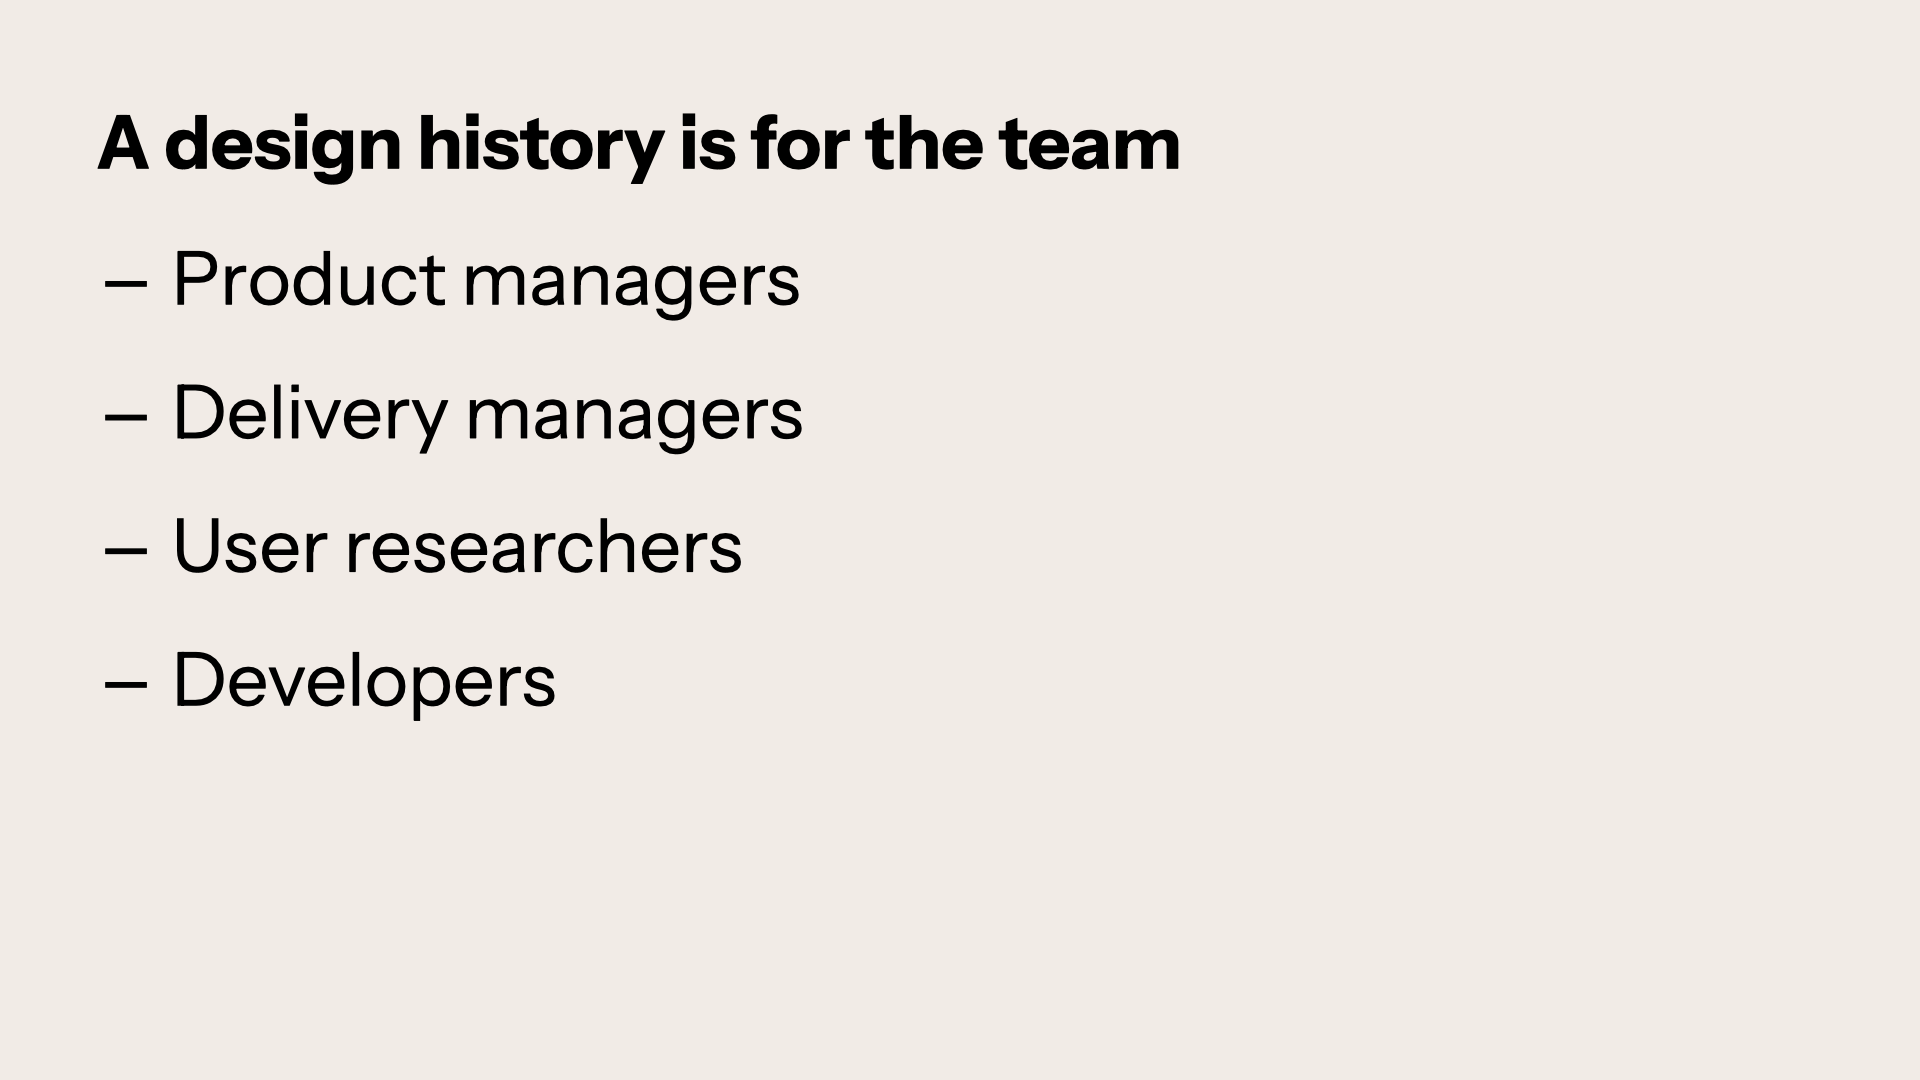 A design history is for the team
– Product managers
– Delivery managers
– User researchers
– Developers